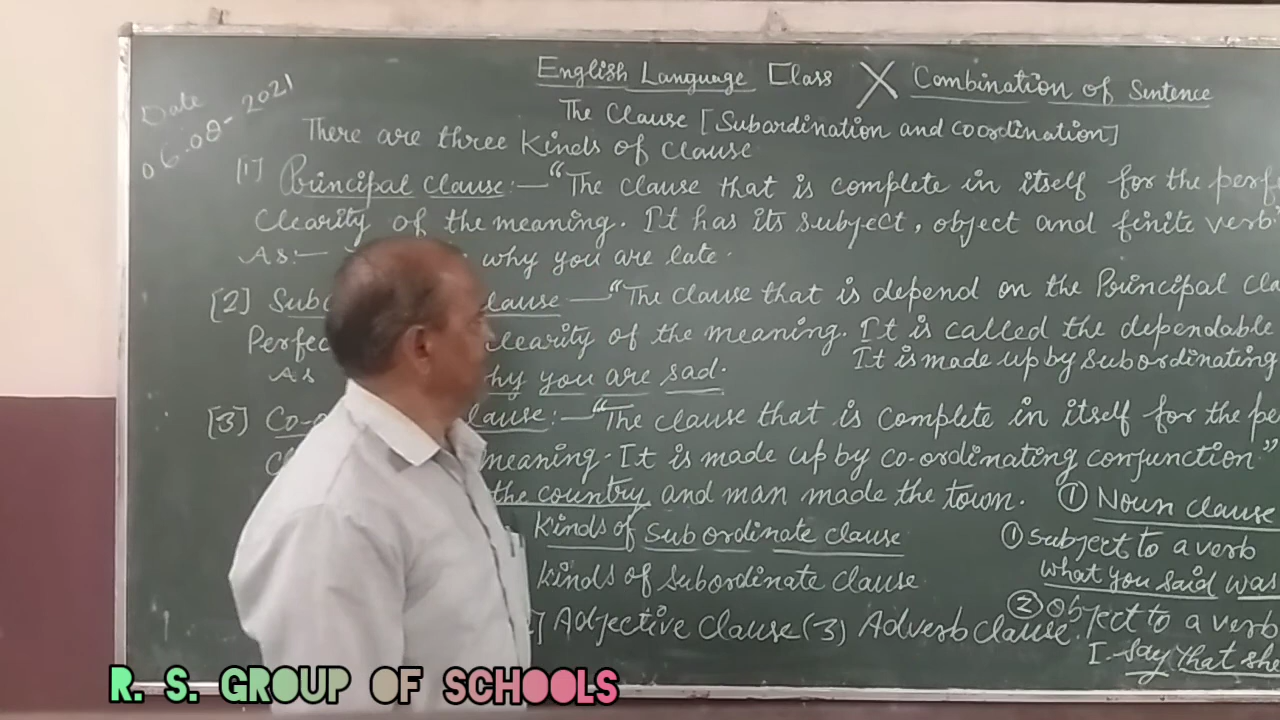 English Language Class X Combination of Sentence
Date
06.08-2021
The Clause [Subordination and coordination]
There are three kinds of clause
[1] Principal clause:— "The clause that is complete in itself for the perf
clearity of the meaning. It has its subject, object and finite verb
As:— why you are late.
[2] Subo clause — "The clause that is depend on the Principal cla
Perfec clearity of the meaning. It is called the dependable
It is made up by subordinating
As hy you are sad.
[3] Co-o clause:— "The clause that is complete in itself for the pe
meaning. It is made up by co-ordinating conjunction"
the country and man made the town.
① Noun clause
kinds of subordinate clause
① subject to a verb
kinds of subordinate clause
what you said was
② object to a verb
] Adjective clause (3) Adverb clause.
I say that she
R. S. GROUP OF SCHOOLS